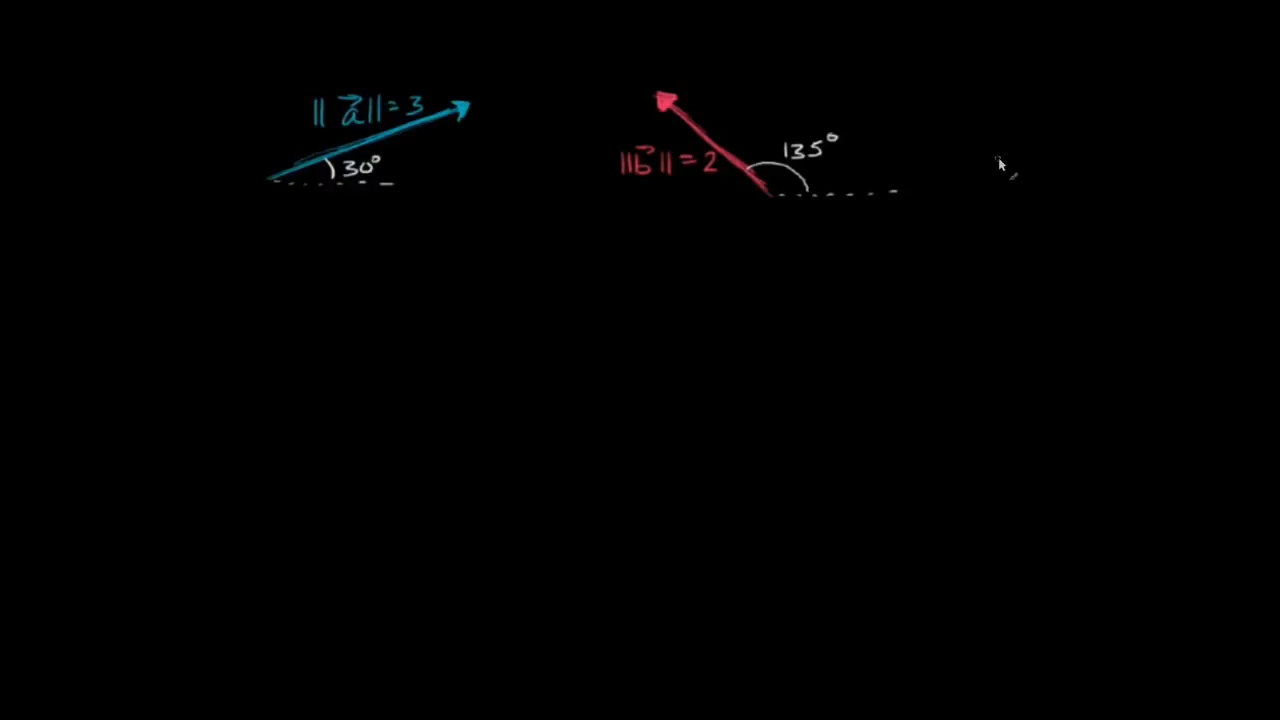 ‖a⃗‖ = 3
30°
‖b⃗‖ = 2
135°